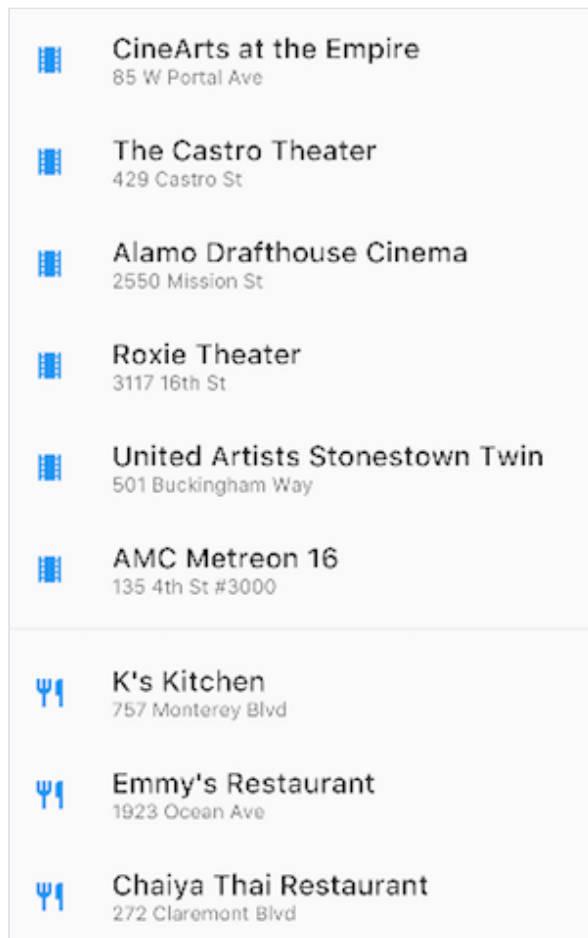 CineArts at the Empire
85 W Portal Ave
The Castro Theater
429 Castro St
Alamo Drafthouse Cinema
2550 Mission St
Roxie Theater
3117 16th St
United Artists Stonestown Twin
501 Buckingham Way
AMC Metreon 16
135 4th St #3000
K's Kitchen
757 Monterey Blvd
Emmy's Restaurant
1923 Ocean Ave
Chaiya Thai Restaurant
272 Claremont Blvd